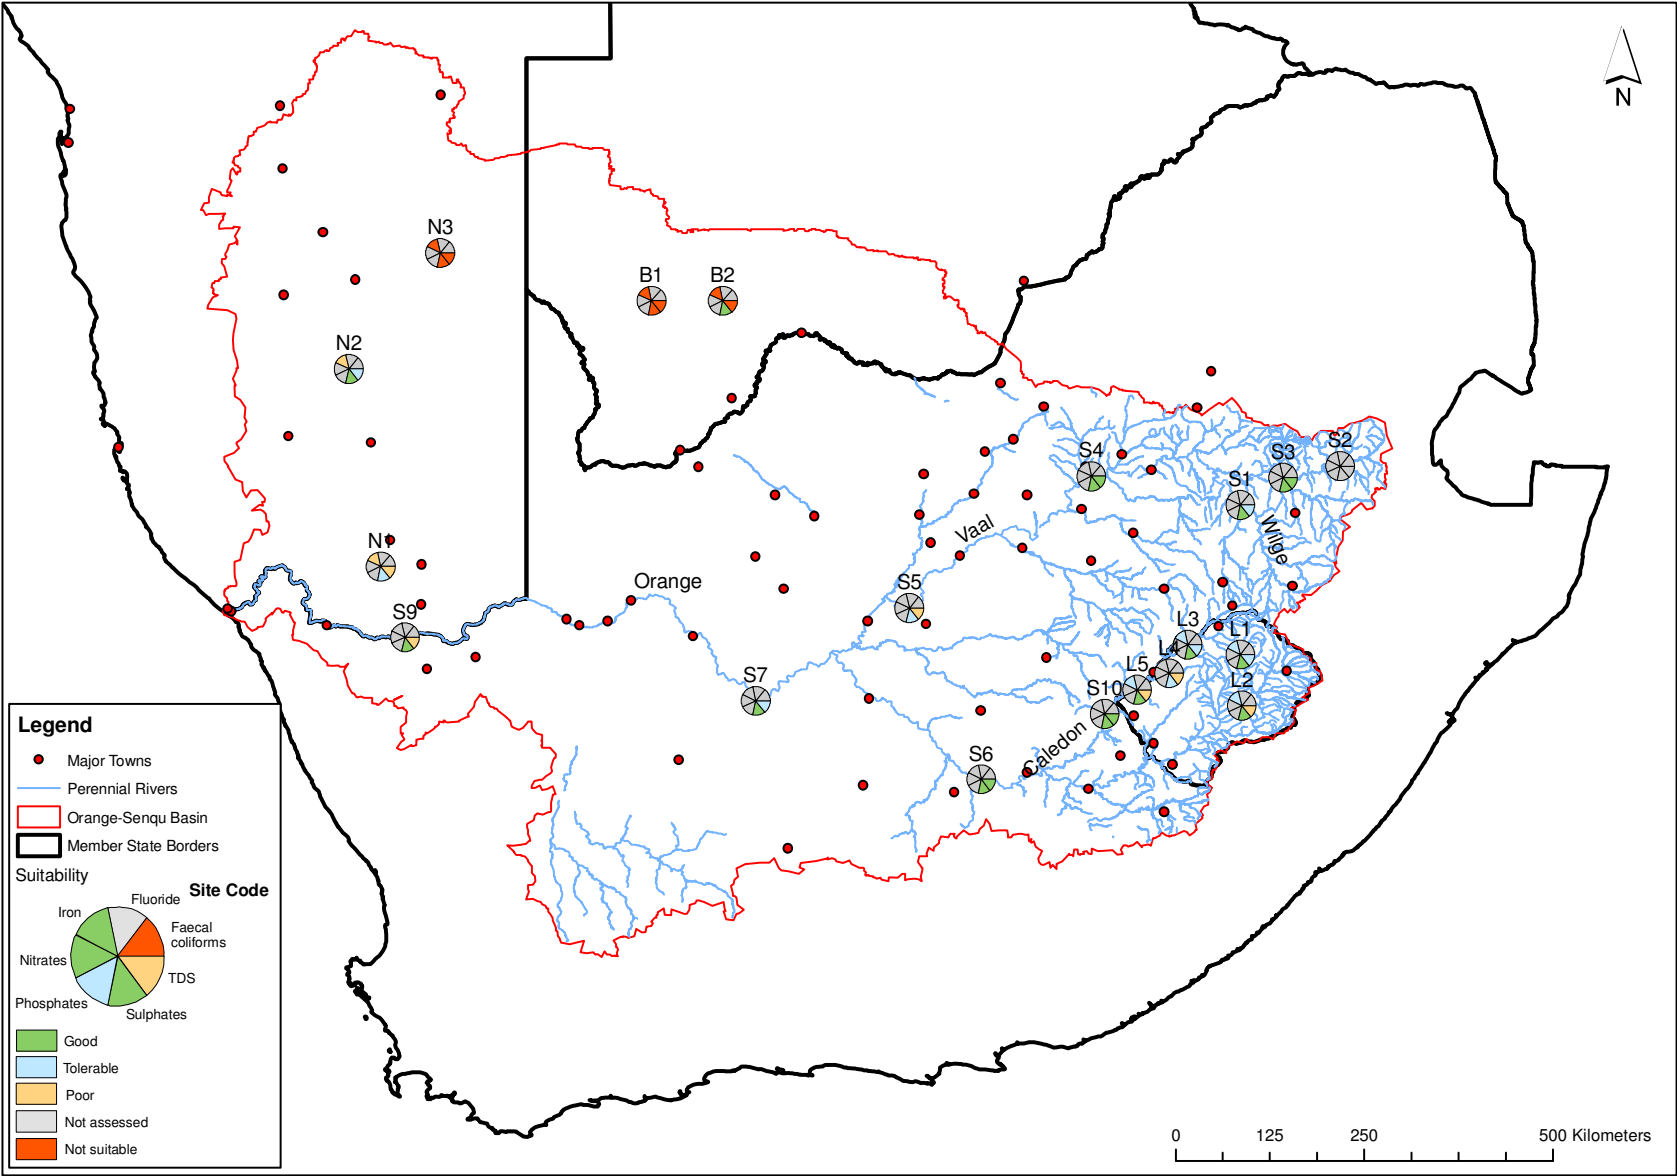 N
N3
B1
B2
N2
S2
S4
S3
S1
Wilge
Vaal
N1
Orange
S5
S9
L3
L1
L4
L5
S7
L2
S10
Caledon
S6
Legend
Major Towns
Perennial Rivers
Orange-Senqu Basin
Member State Borders
Suitability
Site Code
Fluoride
Iron
Faecal
coliforms
Nitrates
TDS
Phosphates
Sulphates
Good
Tolerable
Poor
Not assessed
Not suitable
0 125 250 500 Kilometers